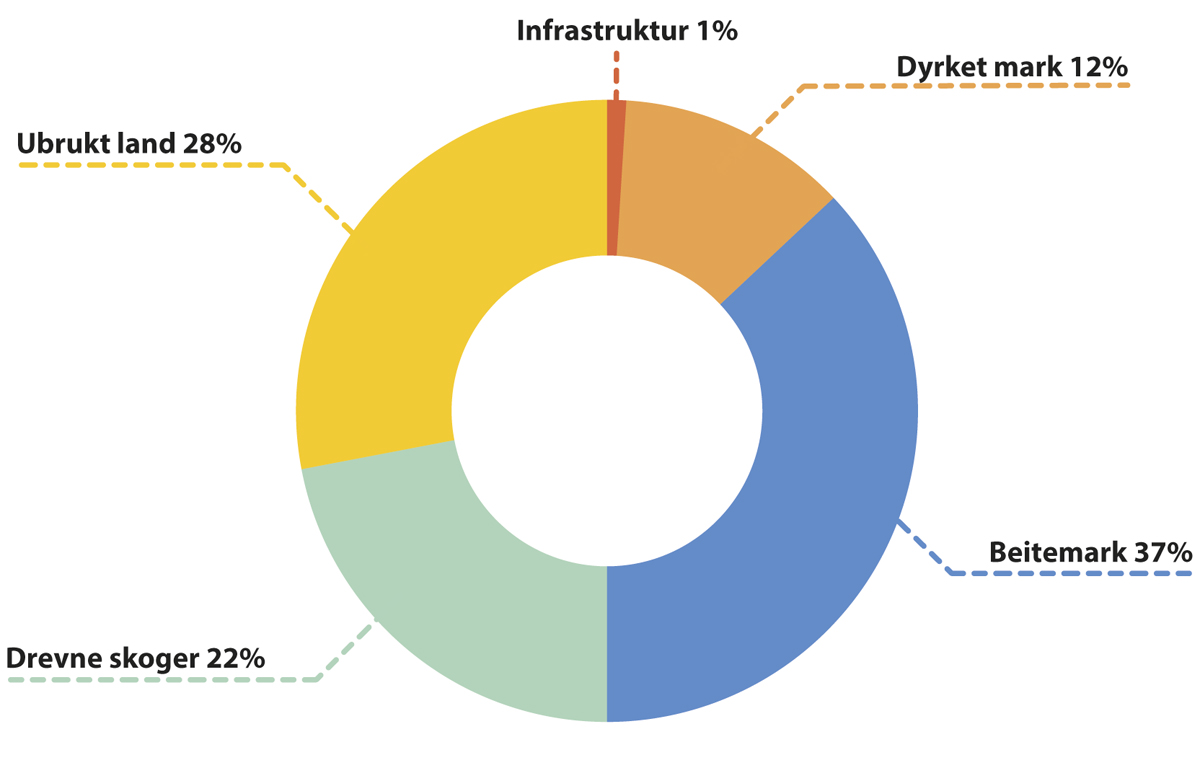 Infrastruktur 1%
Dyrket mark 12%
Ubrukt land 28%
Beitemark 37%
Drevne skoger 22%